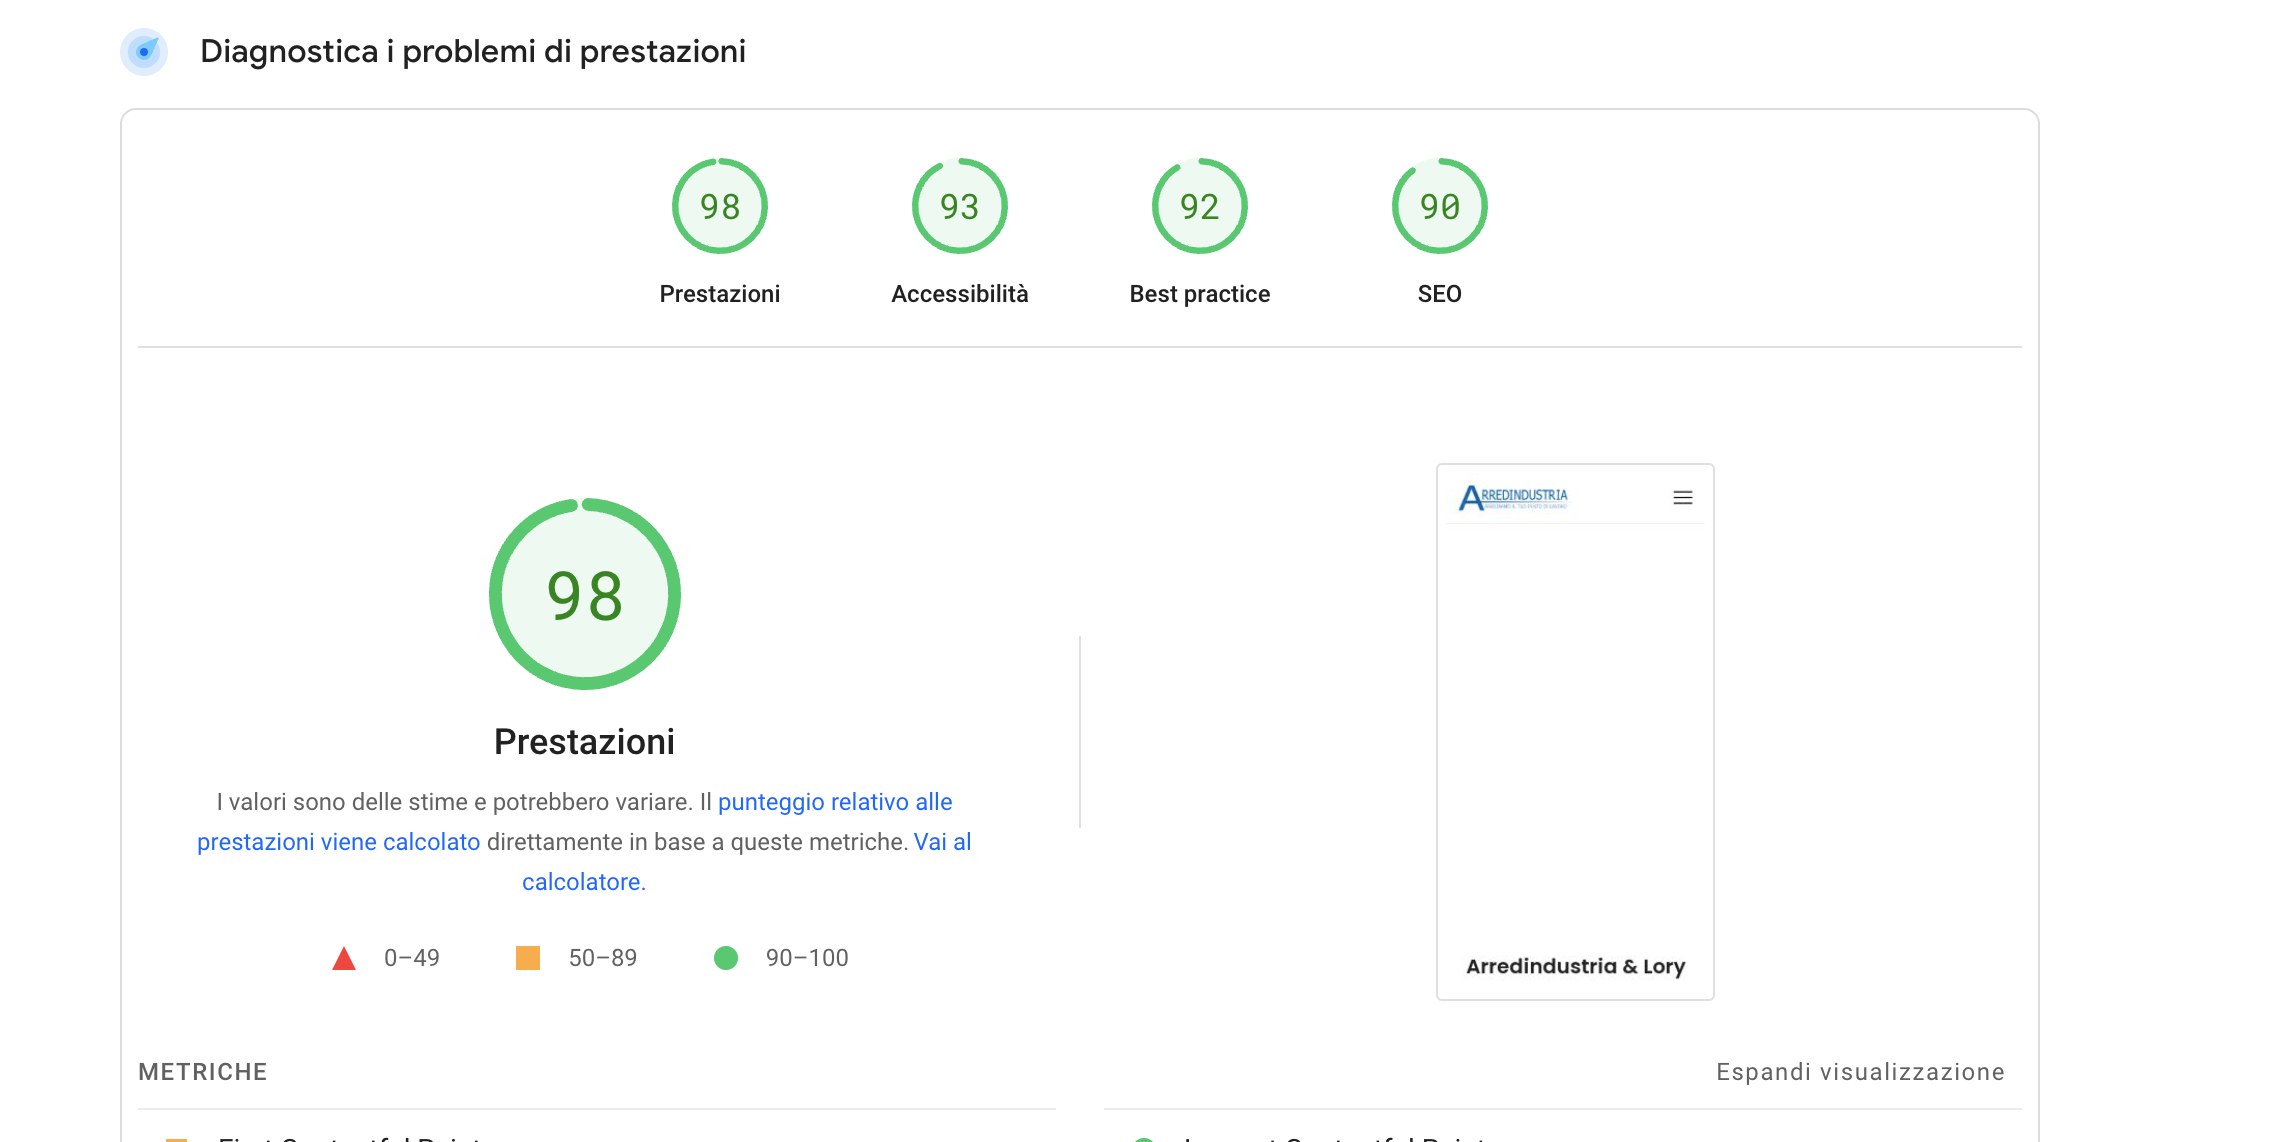 Diagnostica i problemi di prestazioni
98
93
92
90
Prestazioni
Accessibilità
Best practice
SEO
98
Prestazioni
I valori sono delle stime e potrebbero variare. Il punteggio relativo alle
prestazioni viene calcolato direttamente in base a queste metriche. Vai al
calcolatore.
0–49
50–89
90–100
ARREDINDUSTRIA
Arredindustria & Lory
METRICHE
Espandi visualizzazione